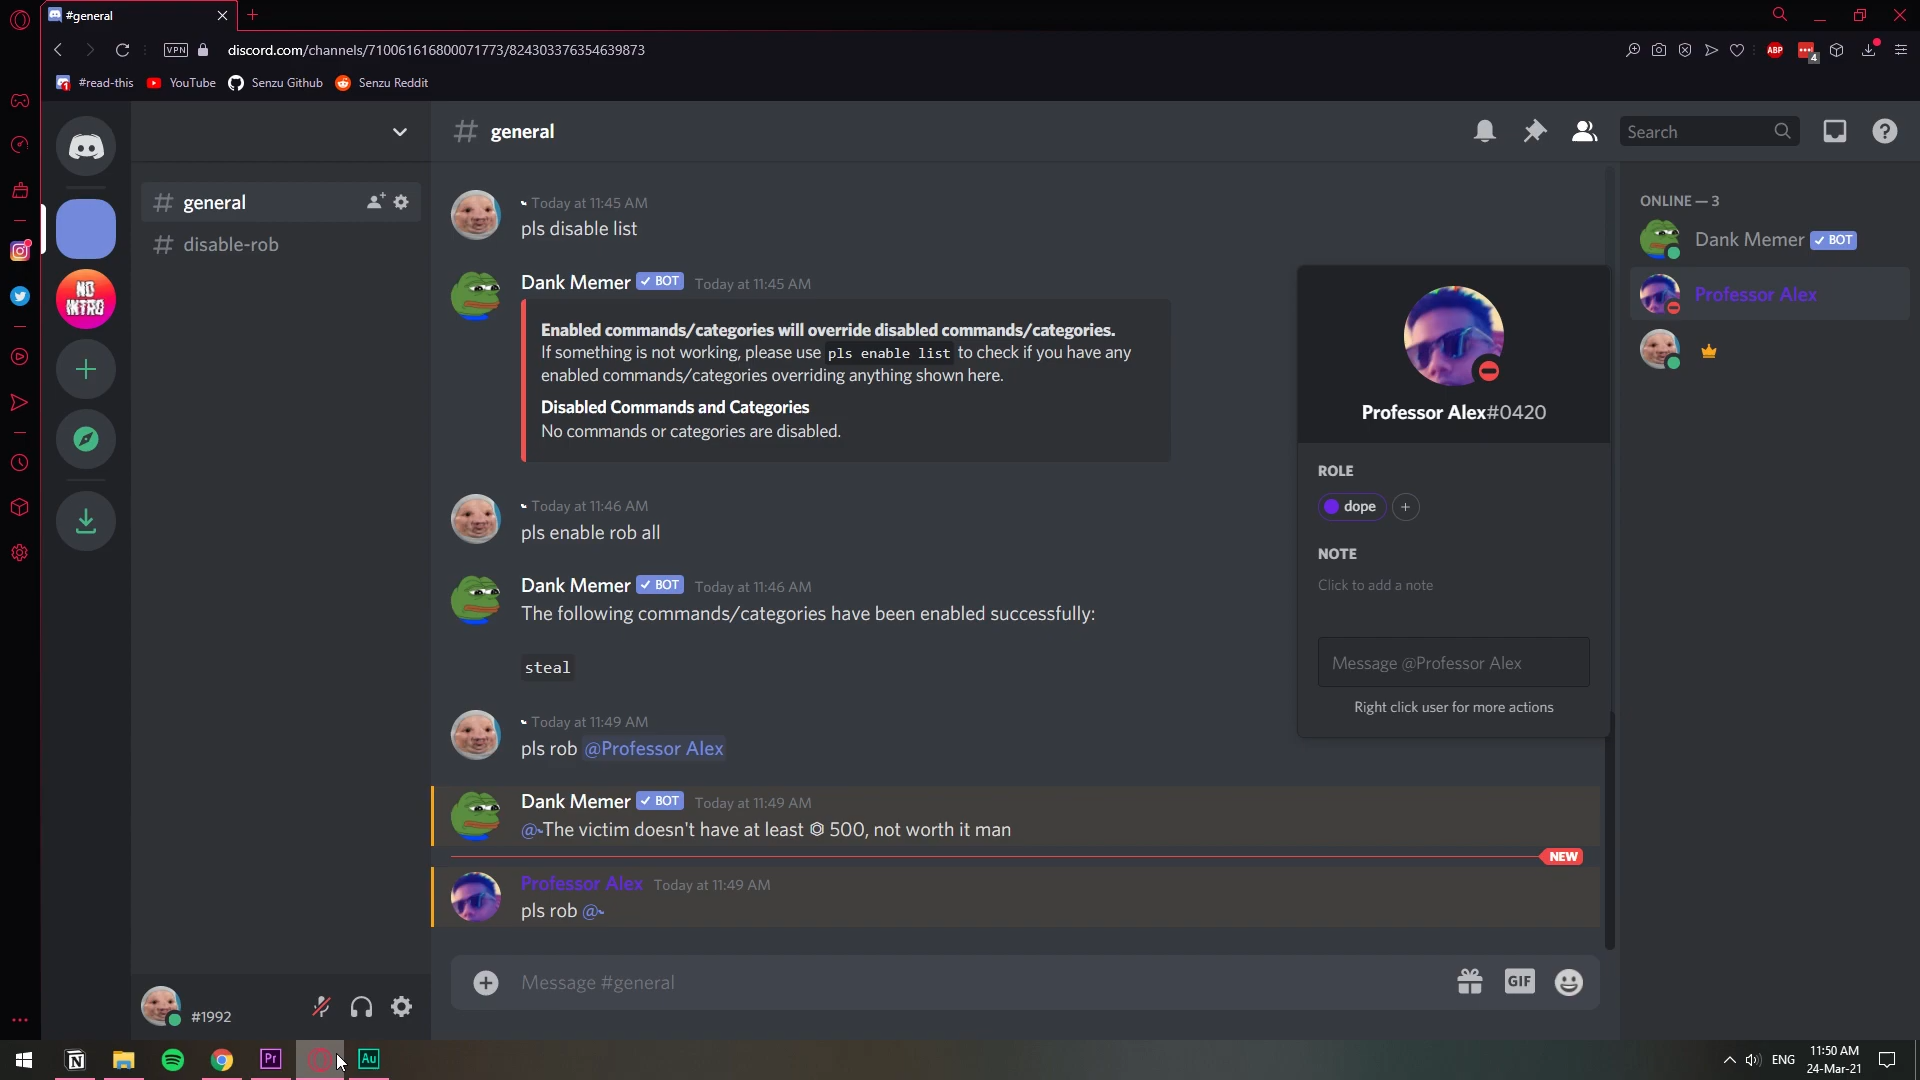 #general
VPN
discord.com/channels/710061616800071773/824303376354639873
ABP
4
#read-this
YouTube
Senzu Github
Senzu Reddit
# general
Search
# general
# disable-rob
NO
INTRO
Today at 11:45 AM
pls disable list
Dank Memer ✓ BOT Today at 11:45 AM
Enabled commands/categories will override disabled commands/categories.
If something is not working, please use pls enable list to check if you have any
enabled commands/categories overriding anything shown here.
Disabled Commands and Categories
No commands or categories are disabled.
Today at 11:46 AM
pls enable rob all
Dank Memer ✓ BOT Today at 11:46 AM
The following commands/categories have been enabled successfully:
steal
Today at 11:49 AM
pls rob @Professor Alex
Dank Memer ✓ BOT Today at 11:49 AM
@~The victim doesn't have at least ⏣ 500, not worth it man
NEW
Professor Alex Today at 11:49 AM
pls rob @~
Message #general
GIF
Professor Alex#0420
ROLE
dope
NOTE
Click to add a note
Message @Professor Alex
Right click user for more actions
ONLINE — 3
Dank Memer ✓ BOT
Professor Alex
#1992
Pr
Au
ENG
11:50 AM
24-Mar-21